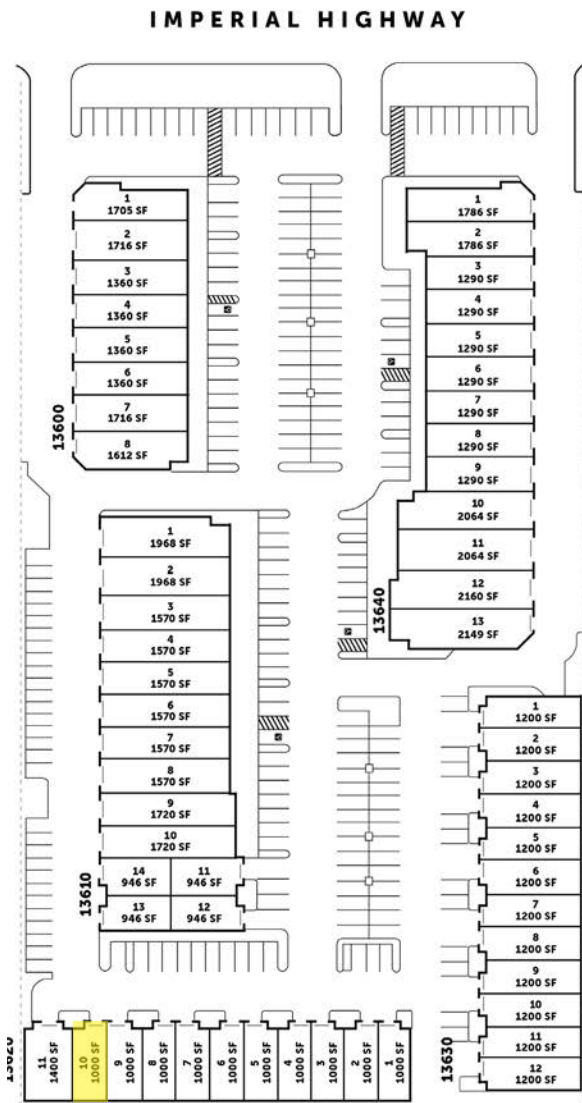 IMPERIAL HIGHWAY
1
1705 SF
2
1716 SF
3
1360 SF
4
1360 SF
5
1360 SF
6
1360 SF
7
1716 SF
8
1612 SF
13600
1
1786 SF
2
1786 SF
3
1290 SF
4
1290 SF
5
1290 SF
6
1290 SF
7
1290 SF
8
1290 SF
9
1290 SF
10
2064 SF
11
2064 SF
12
2160 SF
13
2149 SF
13640
1
1968 SF
2
1968 SF
3
1570 SF
4
1570 SF
5
1570 SF
6
1570 SF
7
1570 SF
8
1570 SF
9
1720 SF
10
1720 SF
14
946 SF
11
946 SF
13
946 SF
12
946 SF
13610
1
1200 SF
2
1200 SF
3
1200 SF
4
1200 SF
5
1200 SF
6
1200 SF
7
1200 SF
8
1200 SF
9
1200 SF
10
1200 SF
11
1200 SF
12
1200 SF
13630
13620
11
1400 SF
10
1000 SF
9
1000 SF
8
1000 SF
7
1000 SF
6
1000 SF
5
1000 SF
4
1000 SF
3
1000 SF
2
1000 SF
1
1000 SF